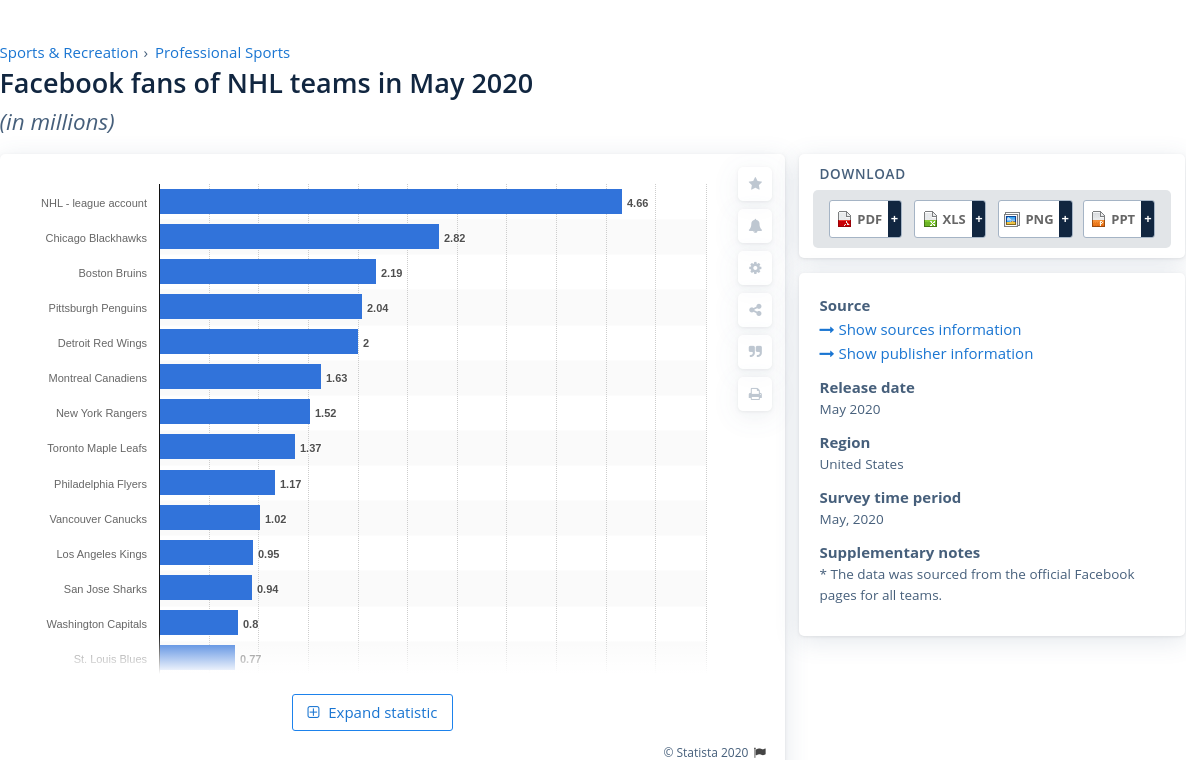 Sports & Recreation › Professional Sports
Facebook fans of NHL teams in May 2020
(in millions)
NHL - league account 4.66
Chicago Blackhawks 2.82
Boston Bruins 2.19
Pittsburgh Penguins 2.04
Detroit Red Wings 2
Montreal Canadiens 1.63
New York Rangers 1.52
Toronto Maple Leafs 1.37
Philadelphia Flyers 1.17
Vancouver Canucks 1.02
Los Angeles Kings 0.95
San Jose Sharks 0.94
Washington Capitals 0.8
St. Louis Blues 0.77
Expand statistic
© Statista 2020
DOWNLOAD
PDF + XLS + PNG + PPT +
Source
Show sources information
Show publisher information
Release date
May 2020
Region
United States
Survey time period
May, 2020
Supplementary notes
* The data was sourced from the official Facebook
pages for all teams.